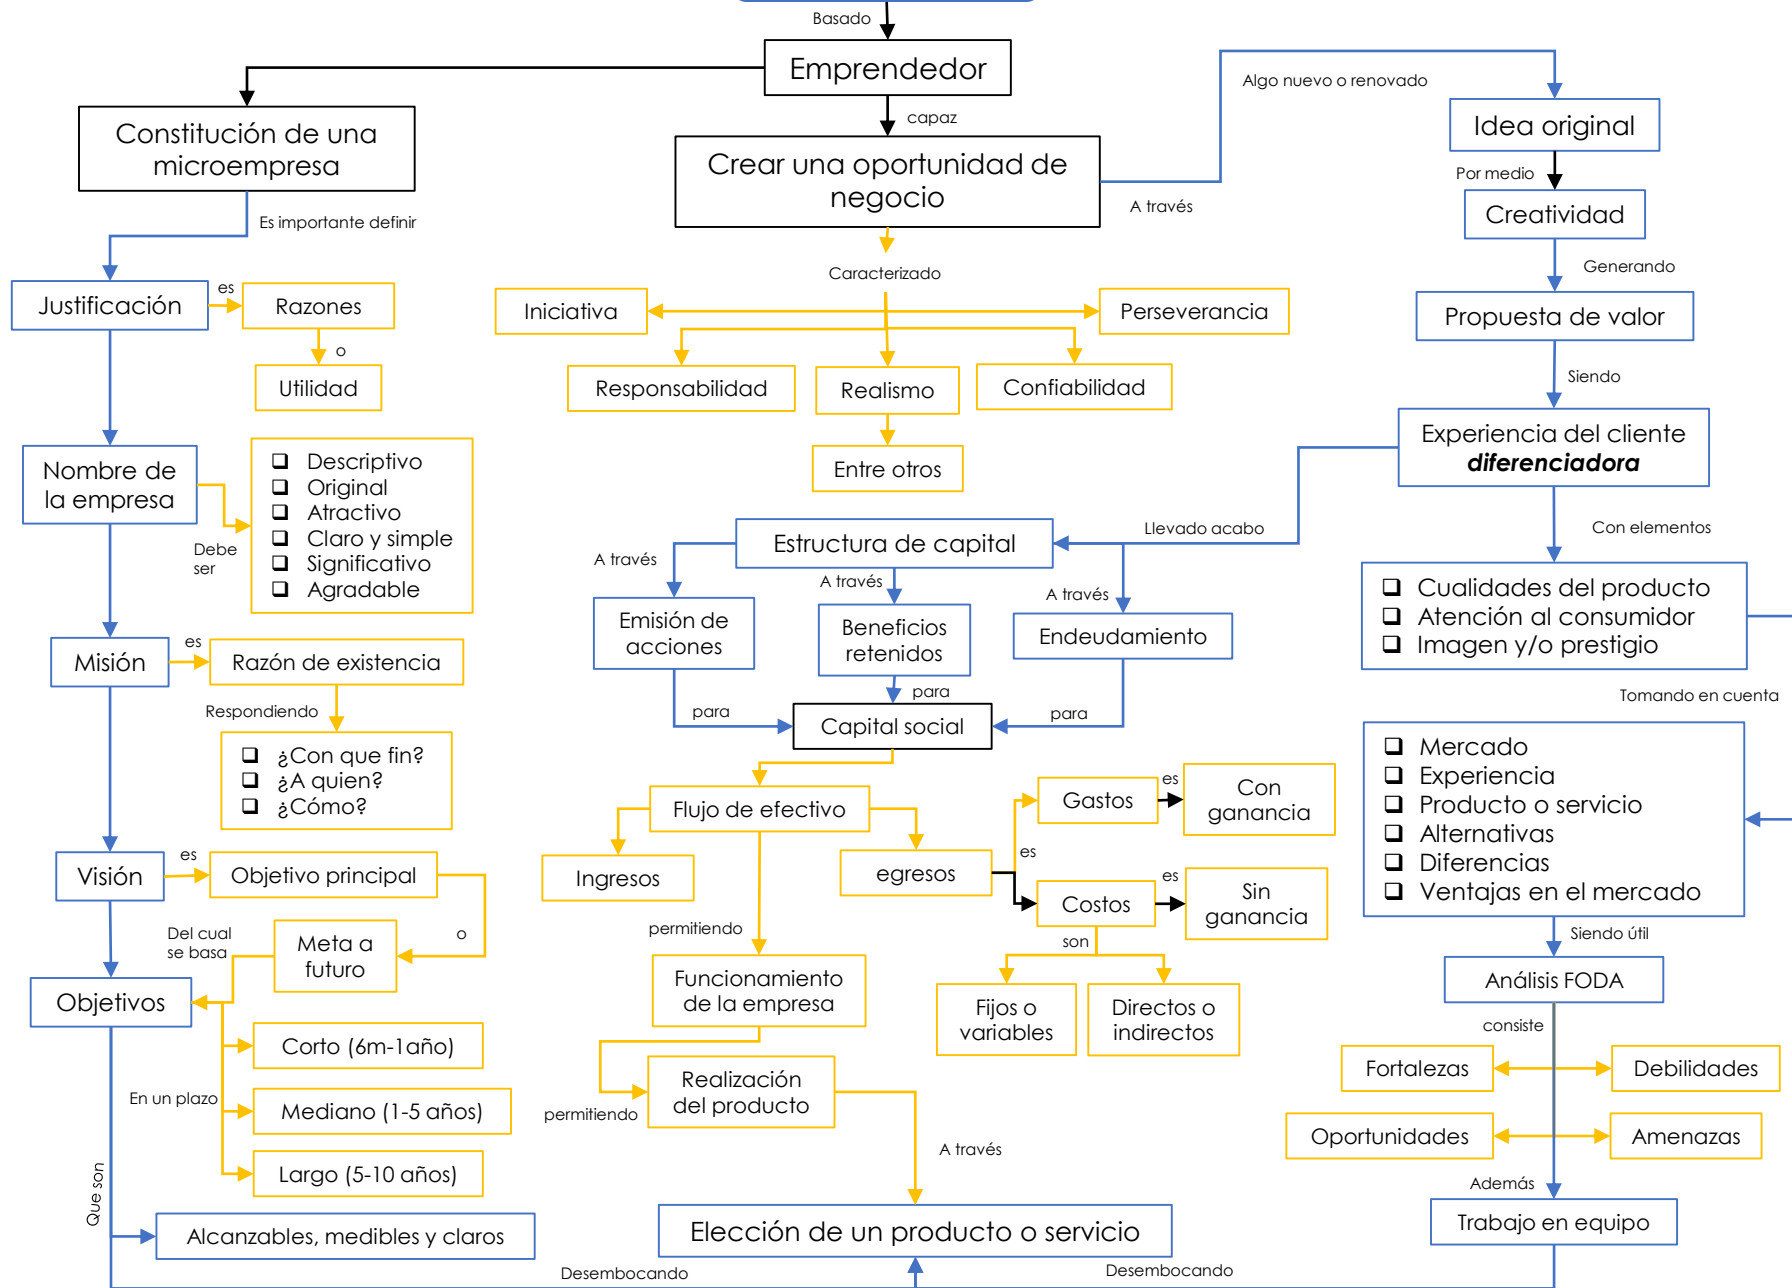 Basado
Emprendedor
Algo nuevo o renovado
capaz
Constitución de una
microempresa
Crear una oportunidad de
negocio
A través
Idea original
Por medio
Creatividad
Generando
Propuesta de valor
Siendo
Experiencia del cliente
diferenciadora
Con elementos
❑ Cualidades del producto
❑ Atención al consumidor
❑ Imagen y/o prestigio
Tomando en cuenta
❑ Mercado
❑ Experiencia
❑ Producto o servicio
❑ Alternativas
❑ Diferencias
❑ Ventajas en el mercado
Siendo útil
Análisis FODA
consiste
Fortalezas
Debilidades
Oportunidades
Amenazas
Además
Trabajo en equipo
Desembocando
Es importante definir
Justificación
es
Razones
o
Utilidad
Nombre de
la empresa
Debe
ser
❑ Descriptivo
❑ Original
❑ Atractivo
❑ Claro y simple
❑ Significativo
❑ Agradable
Misión
es
Razón de existencia
Respondiendo
❑ ¿Con que fin?
❑ ¿A quien?
❑ ¿Cómo?
Visión
es
Objetivo principal
o
Meta a
futuro
Del cual
se basa
Objetivos
En un plazo
Corto (6m-1año)
Mediano (1-5 años)
Largo (5-10 años)
Que son
Alcanzables, medibles y claros
Desembocando
Caracterizado
Iniciativa
Perseverancia
Responsabilidad
Realismo
Confiabilidad
Entre otros
Llevado acabo
Estructura de capital
A través
A través
A través
Emisión de
acciones
Beneficios
retenidos
Endeudamiento
para
para
para
Capital social
Flujo de efectivo
Ingresos
egresos
es
Gastos
es
Con
ganancia
Costos
es
Sin
ganancia
son
Fijos o
variables
Directos o
indirectos
permitiendo
Funcionamiento
de la empresa
permitiendo
Realización
del producto
A través
Elección de un producto o servicio